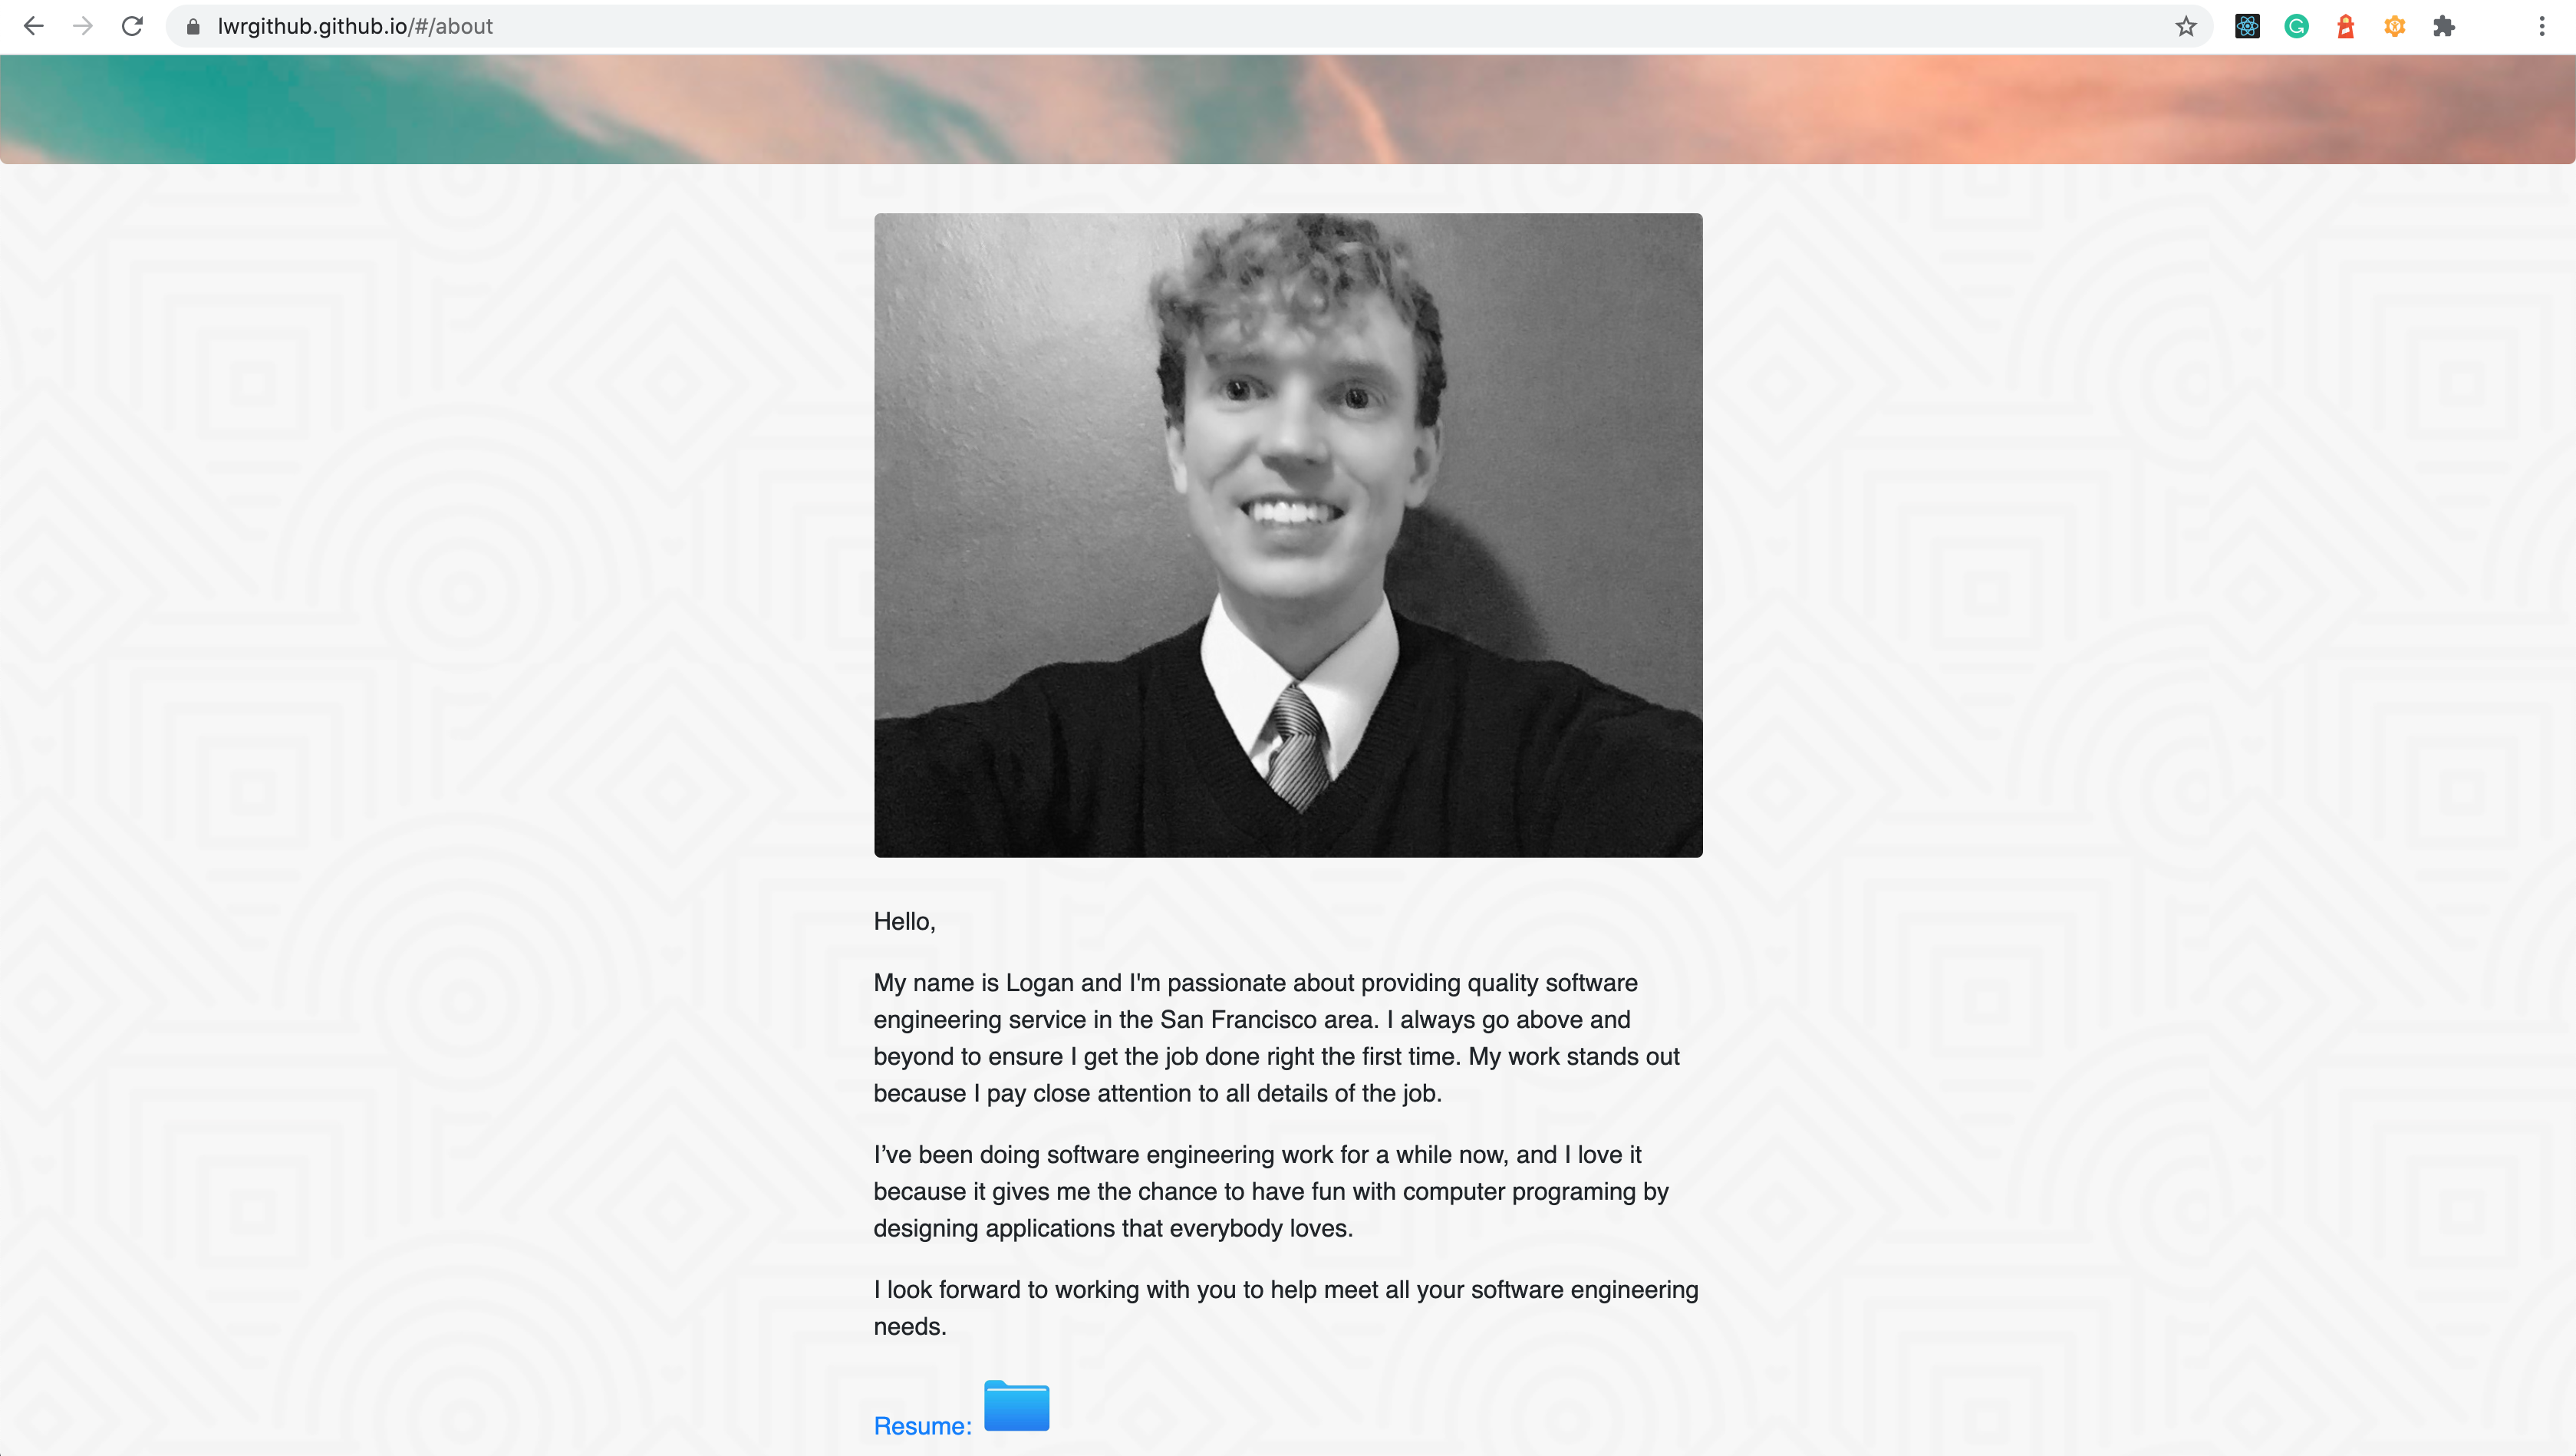 lwrgithub.github.io/#/about
Hello,
My name is Logan and I'm passionate about providing quality software
engineering service in the San Francisco area. I always go above and
beyond to ensure I get the job done right the first time. My work stands out
because I pay close attention to all details of the job.
I’ve been doing software engineering work for a while now, and I love it
because it gives me the chance to have fun with computer programing by
designing applications that everybody loves.
I look forward to working with you to help meet all your software engineering
needs.
Resume: